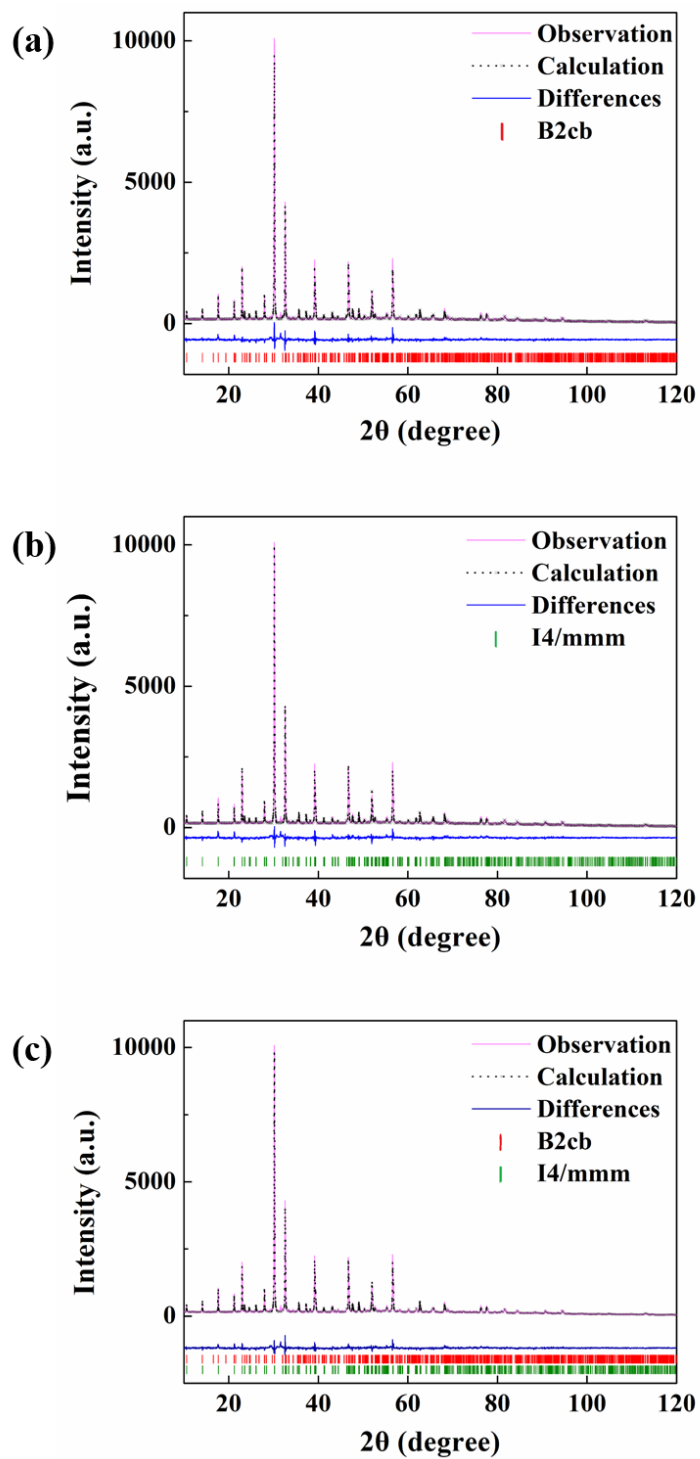 (a)
10000
5000
0
Intensity (a.u.)
Observation
Calculation
Differences
B2cb
20 40 60 80 100 120
2θ (degree)
(b)
10000
5000
0
Intensity (a.u.)
Observation
Calculation
Differences
I4/mmm
20 40 60 80 100 120
2θ (degree)
(c)
10000
5000
0
Intensity (a.u.)
Observation
Calculation
Differences
B2cb
I4/mmm
20 40 60 80 100 120
2θ (degree)